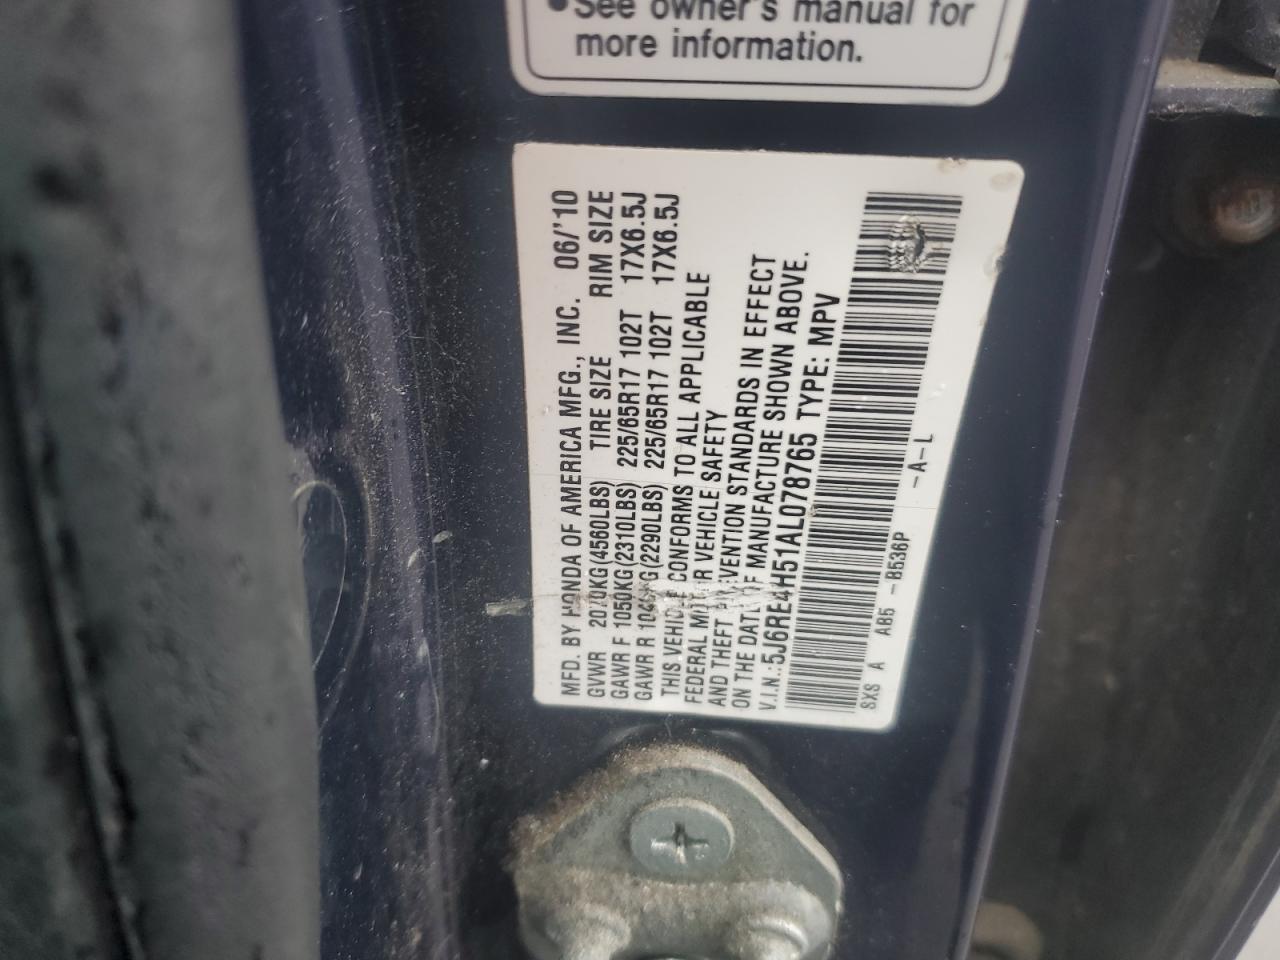 •See owner's manual for
more information.
MFD. BY HONDA OF AMERICA MFG., INC. 06/'10
GVWR 2070KG(4560LBS) TIRE SIZE RIM SIZE
GAWR F 1050KG(2310LBS) 225/65R17 102T 17X6.5J
GAWR R 1040KG(2290LBS) 225/65R17 102T 17X6.5J
THIS VEHICLE CONFORMS TO ALL APPLICABLE
FEDERAL MOTOR VEHICLE SAFETY
AND THEFT PREVENTION STANDARDS IN EFFECT
ON THE DATE OF MANUFACTURE SHOWN ABOVE.
V.I.N.:5J6RE4H51AL078765 TYPE: MPV
SXS A AB5 -B536P -A-L